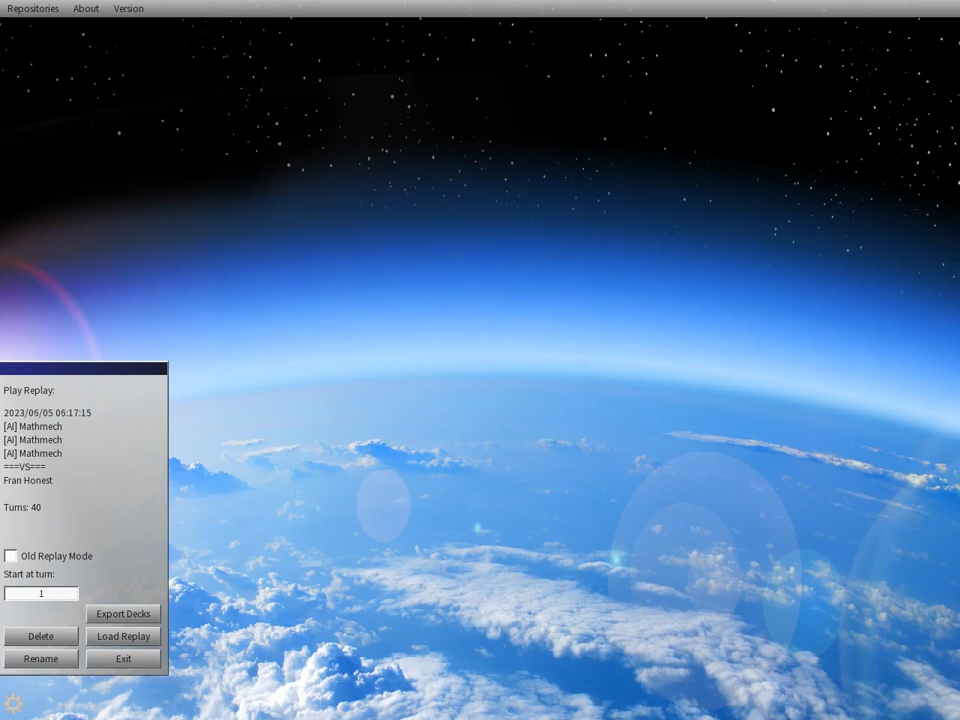 Repositories About Version
Play Replay:
2023/06/05 06:17:15
[AI] Mathmech
[AI] Mathmech
[AI] Mathmech
===VS===
Fran Honest
Turns: 40
Old Replay Mode
Start at turn:
1
Export Decks
Delete Load Replay
Rename Exit